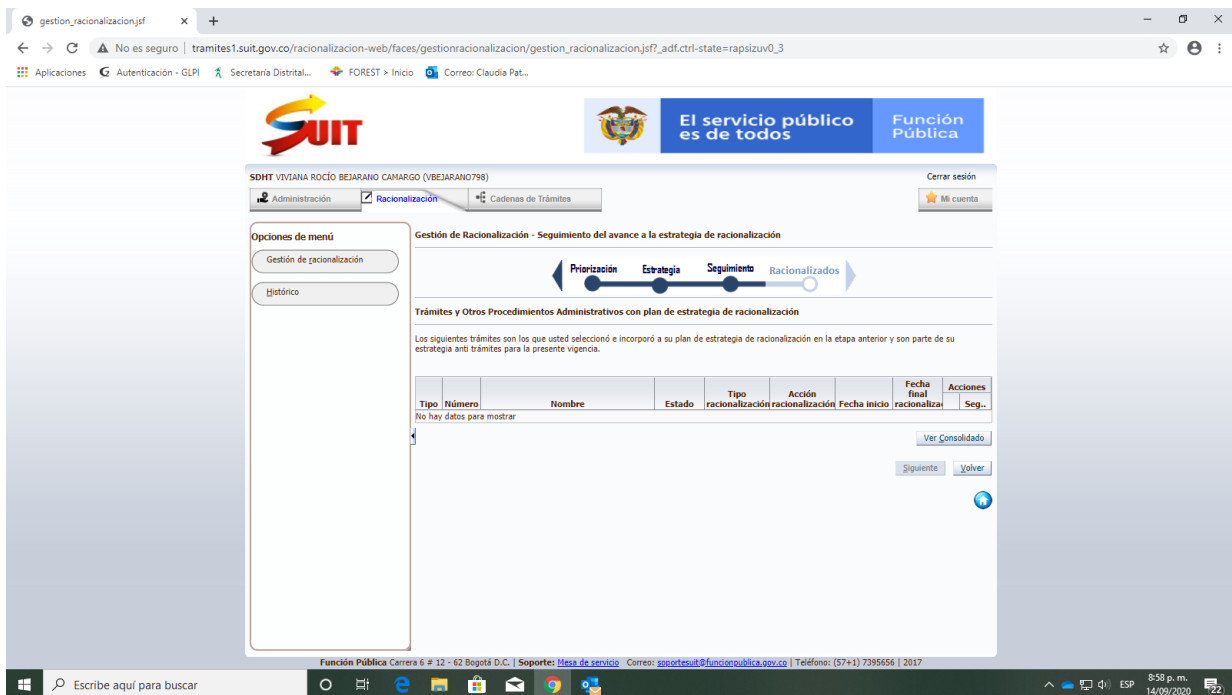 gestion_racionalizacion.jsf
No es seguro | tramites1.suit.gov.co/racionalizacion-web/faces/gestionracionalizacion/gestion_racionalizacion.jsf?_adf.ctrl-state=rapsizuv0_3
Aplicaciones Autenticación - GLPI Secretaría Distrital... FOREST > Inicio Correo: Claudia Pat...
SUIT
El servicio público
es de todos
Función
Pública
SDHT VIVIANA ROCÍO BEJARANO CAMARGO (VBEJARANO798) Cerrar sesión
Administración Racionalización Cadenas de Trámites Mi cuenta
Opciones de menú
Gestión de racionalización
Histórico
Gestión de Racionalización - Seguimiento del avance a la estrategia de racionalización
Priorización Estrategia Seguimiento Racionalizados
Trámites y Otros Procedimientos Administrativos con plan de estrategia de racionalización
Los siguientes trámites son los que usted seleccionó e incorporó a su plan de estrategia de racionalización en la etapa anterior y son parte de su
estrategia anti trámites para la presente vigencia.
Tipo Número Nombre Estado Tipo racionalización Acción racionalización Fecha inicio Fecha final racionaliza Acciones Seg..
No hay datos para mostrar
Ver Consolidado
Siguiente Volver
Función Pública Carrera 6 # 12 - 62 Bogotá D.C. | Soporte: Mesa de servicio Correo: soportesuit@funcionpublica.gov.co | Teléfono: (57+1) 7395656 | 2017
Escribe aquí para buscar
ESP
8:58 p. m.
14/09/2020
22